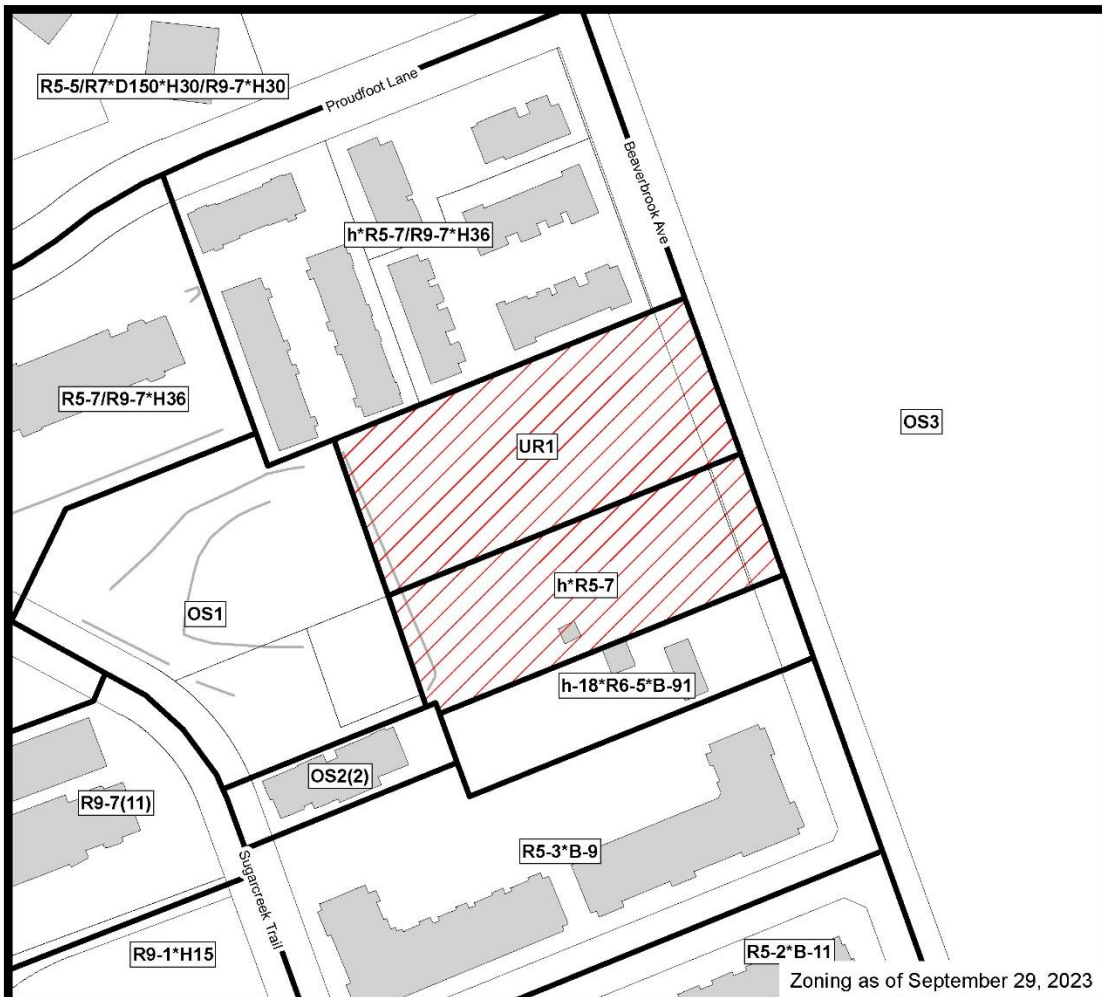 R5-5/R7*D150*H30/R9-7*H30
Proudfoot Lane
Beaverbrook Ave
h*R5-7/R9-7*H36
R5-7/R9-7*H36
OS3
UR1
h*R5-7
OS1
h-18*R6-5*B-91
OS2(2)
R9-7(11)
R5-3*B-9
Sugarcreek Trail
R9-1*H15
R5-2*B-11
Zoning as of September 29, 2023